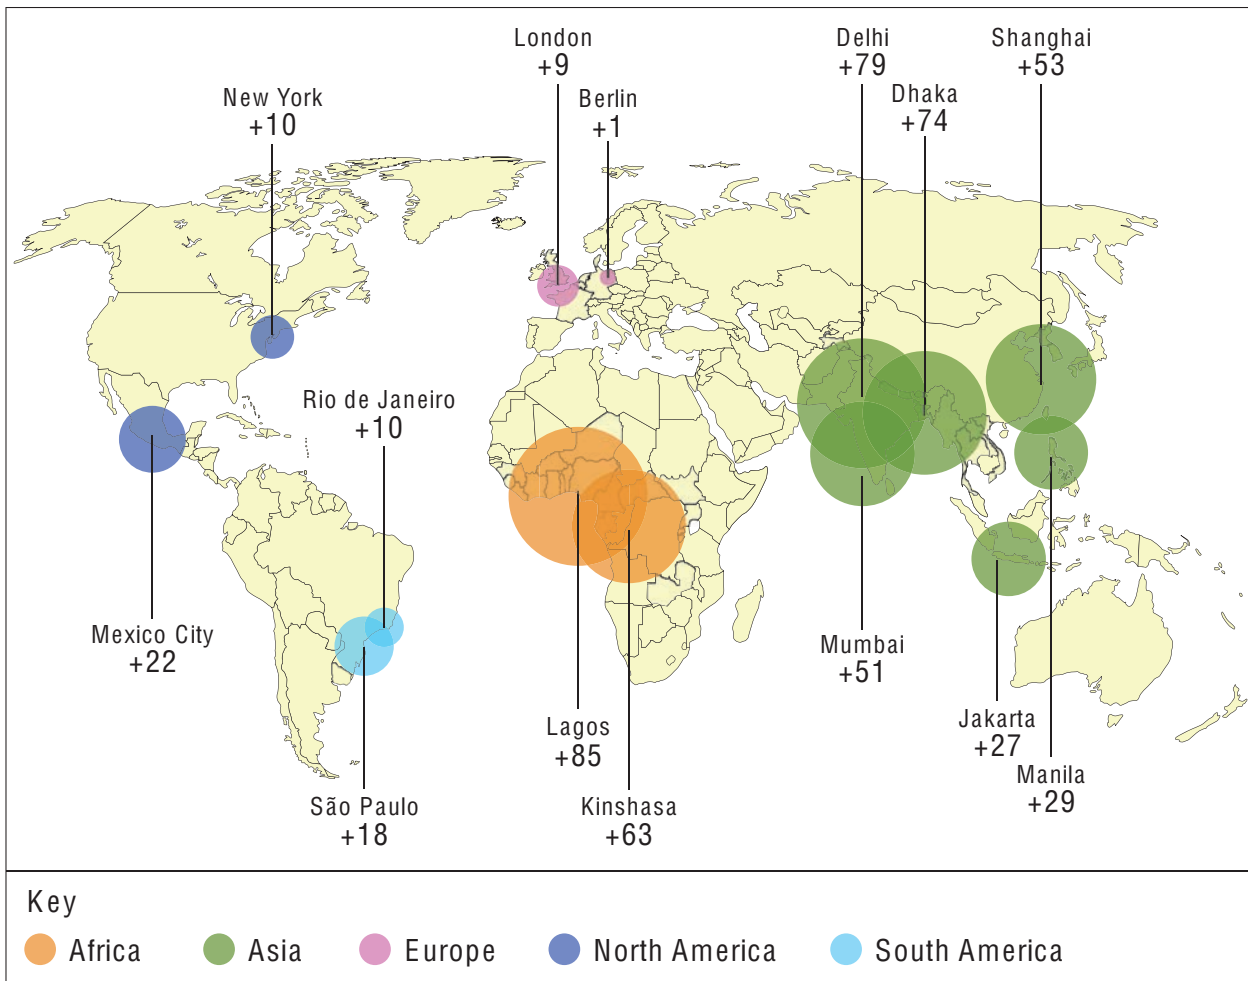 London
+9
Delhi
+79
Shanghai
+53
New York
+10
Berlin
+1
Dhaka
+74
Rio de Janeiro
+10
Mexico City
+22
Mumbai
+51
Lagos
+85
Jakarta
+27
Manila
+29
São Paulo
+18
Kinshasa
+63
Key
Africa
Asia
Europe
North America
South America